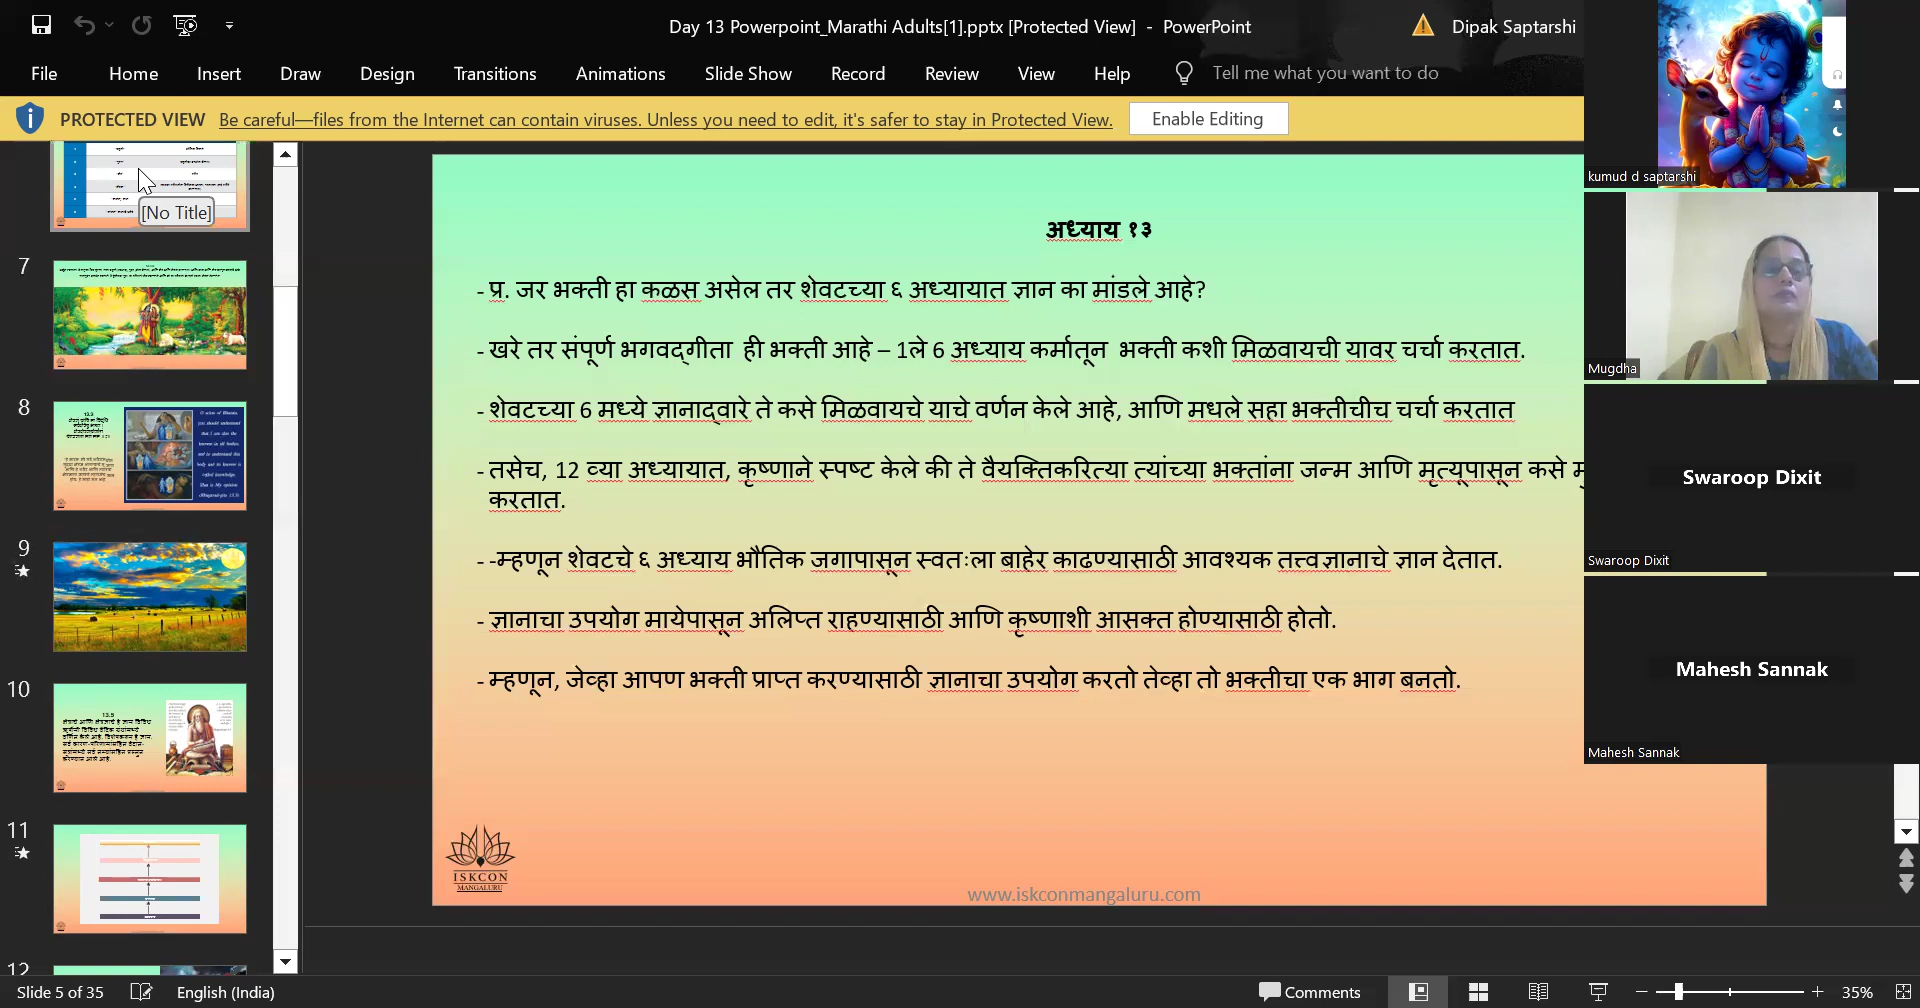 Day 13 Powerpoint_Marathi Adults[1].pptx [Protected View] - PowerPoint
Dipak Saptarshi
File Home Insert Draw Design Transitions Animations Slide Show Record Review View Help Tell me what you want to do
PROTECTED VIEW Be careful—files from the Internet can contain viruses. Unless you need to edit, it's safer to stay in Protected View. Enable Editing
[No Title]
7
8
13.3
9
10
13.5
11
12
अध्याय १३
- प्र. जर भक्ती हा कळस असेल तर शेवटच्या ६ अध्यायात ज्ञान का मांडले आहे?
- खरे तर संपूर्ण भगवद्गीता ही भक्ती आहे – 1ले 6 अध्याय कर्मातून भक्ती कशी मिळवायची यावर चर्चा करतात.
- शेवटच्या 6 मध्ये ज्ञानाद्वारे ते कसे मिळवायचे याचे वर्णन केले आहे, आणि मधले सहा भक्तीचीच चर्चा करतात
- तसेच, 12 व्या अध्यायात, कृष्णाने स्पष्ट केले की ते वैयक्तिकरित्या त्यांच्या भक्तांना जन्म आणि मृत्यूपासून कसे
करतात.
- -म्हणून शेवटचे ६ अध्याय भौतिक जगापासून स्वतःला बाहेर काढण्यासाठी आवश्यक तत्त्वज्ञानाचे ज्ञान देतात.
- ज्ञानाचा उपयोग मायेपासून अलिप्त राहण्यासाठी आणि कृष्णाशी आसक्त होण्यासाठी होतो.
- म्हणून, जेव्हा आपण भक्ती प्राप्त करण्यासाठी ज्ञानाचा उपयोग करतो तेव्हा तो भक्तीचा एक भाग बनतो.
ISKCON
MANGALURU
www.iskconmangaluru.com
kumud d saptarshi
Mugdha
Swaroop Dixit
Swaroop Dixit
Mahesh Sannak
Mahesh Sannak
Slide 5 of 35 English (India) Comments 35%